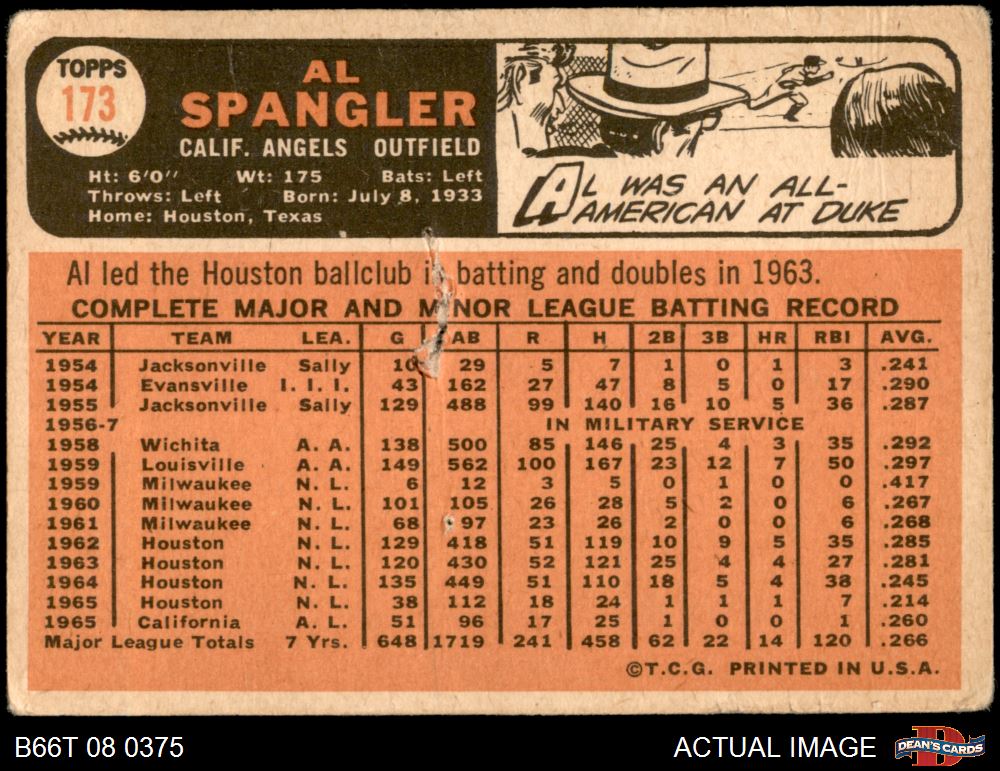 TOPPS
173
AL
SPANGLER
CALIF. ANGELS OUTFIELD
Ht: 6'0" Wt: 175 Bats: Left
Throws: Left Born: July 8, 1933
Home: Houston, Texas
AL WAS AN ALL-
AMERICAN AT DUKE
Al led the Houston ballclub in batting and doubles in 1963.
COMPLETE MAJOR AND MINOR LEAGUE BATTING RECORD
YEAR TEAM LEA. G AB R H 2B 3B HR RBI AVG.
1954 Jacksonville Sally 10 29 5 7 1 0 1 3 .241
1954 Evansville I. I. I. 43 162 27 47 8 5 0 17 .290
1955 Jacksonville Sally 129 488 99 140 16 10 5 36 .287
1956-7 IN MILITARY SERVICE
1958 Wichita A. A. 138 500 85 146 25 4 3 35 .292
1959 Louisville A. A. 149 562 100 167 23 12 7 50 .297
1959 Milwaukee N. L. 6 12 3 5 0 1 0 0 .417
1960 Milwaukee N. L. 101 105 26 28 5 2 0 6 .267
1961 Milwaukee N. L. 68 97 23 26 2 0 0 6 .268
1962 Houston N. L. 129 418 51 119 10 9 5 35 .285
1963 Houston N. L. 120 430 52 121 25 4 4 27 .281
1964 Houston N. L. 135 449 51 110 18 5 4 38 .245
1965 Houston N. L. 38 112 18 24 1 1 1 7 .214
1965 California A. L. 51 96 17 25 1 0 0 1 .260
Major League Totals 7 Yrs. 648 1719 241 458 62 22 14 120 .266
©T.C.G. PRINTED IN U.S.A.
B66T 08 0375
ACTUAL IMAGE
DEAN'S CARDS